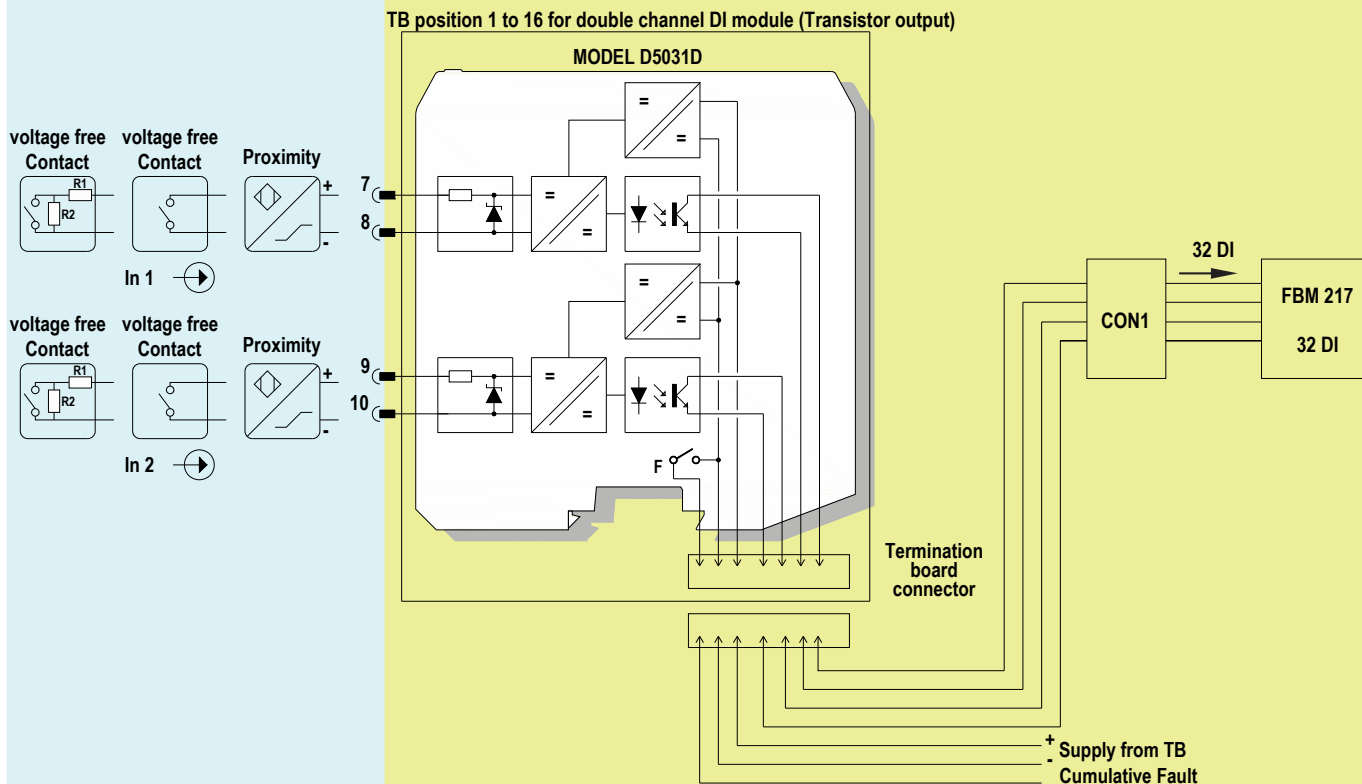 TB position 1 to 16 for double channel DI module (Transistor output)
MODEL D5031D
voltage free
Contact
voltage free
Contact
Proximity
R1
R2
+
-
7
8
In 1
= =
= =
voltage free
Contact
voltage free
Contact
Proximity
R1
R2
+
-
9
10
In 2
= =
= =
F
Termination
board
connector
CON1
32 DI
FBM 217
32 DI
+
-
Supply from TB
Cumulative Fault